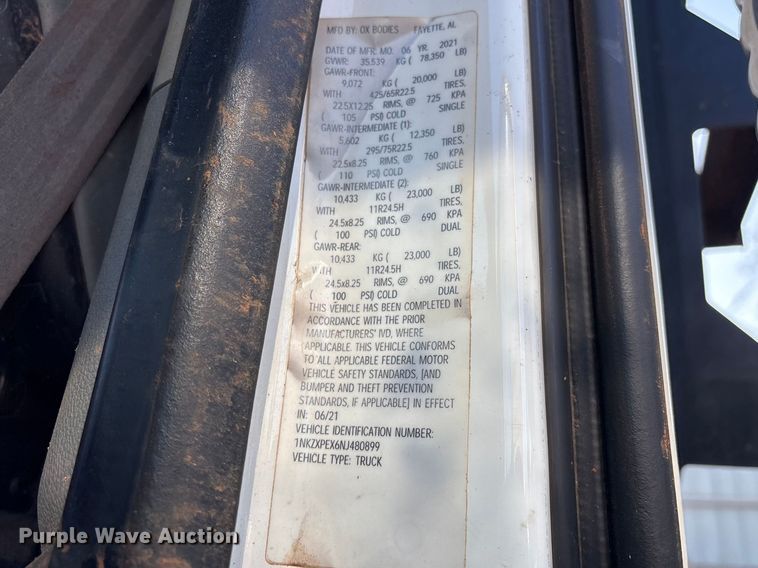 MFD BY: OX BODIES FAYETTE, AL
DATE OF MFR: MO. 06 YR. 2021
GVWR: 35,539 KG ( 78,350 LB)
GAWR-FRONT:
9,072 KG ( 20,000 LB)
WITH 425/65R22.5 TIRES,
22.5X12.25 RIMS, @ 725 KPA
( 105 PSI) COLD SINGLE
GAWR-INTERMEDIATE (1):
5,602 KG ( 12,350 LB)
WITH 295/75R22.5 TIRES,
22.5x8.25 RIMS, @ 760 KPA
( 110 PSI) COLD SINGLE
GAWR-INTERMEDIATE (2):
10,433 KG ( 23,000 LB)
WITH 11R24.5H TIRES,
24.5x8.25 RIMS, @ 690 KPA
( 100 PSI) COLD DUAL
GAWR-REAR:
10,433 KG ( 23,000 LB)
WITH 11R24.5H TIRES,
24.5x8.25 RIMS, @ 690 KPA
( 100 PSI) COLD DUAL
THIS VEHICLE HAS BEEN COMPLETED IN
ACCORDANCE WITH THE PRIOR
MANUFACTURERS' IVD, WHERE
APPLICABLE. THIS VEHICLE CONFORMS
TO ALL APPLICABLE FEDERAL MOTOR
VEHICLE SAFETY STANDARDS, [AND
BUMPER AND THEFT PREVENTION
STANDARDS, IF APPLICABLE] IN EFFECT
IN: 06/21
VEHICLE IDENTIFICATION NUMBER:
1NKZXPEX6NJ480899
VEHICLE TYPE: TRUCK
Purple Wave Auction